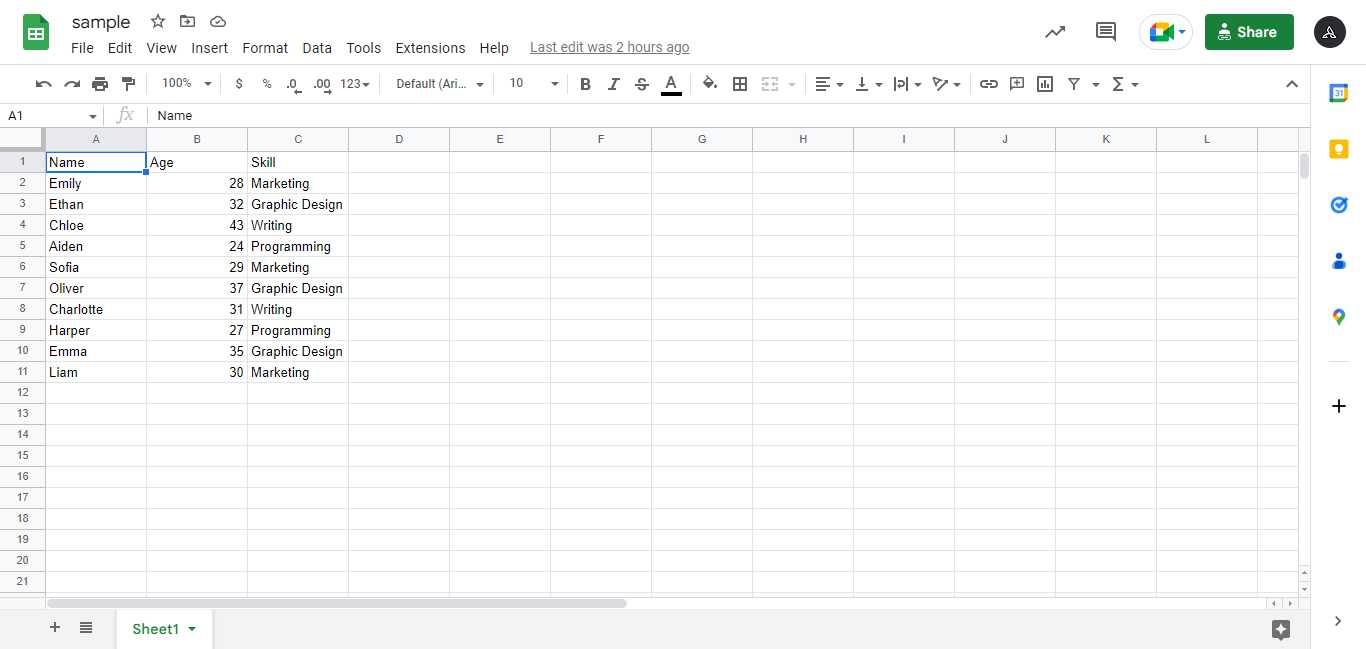 sample
File Edit View Insert Format Data Tools Extensions Help Last edit was 2 hours ago
Share
100% $ % .0 .00 123 Default (Ari... 10 B I S A
31
A1 fx Name
A B C D E F G H I J K L
1 Name Age Skill
2 Emily 28 Marketing
3 Ethan 32 Graphic Design
4 Chloe 43 Writing
5 Aiden 24 Programming
6 Sofia 29 Marketing
7 Oliver 37 Graphic Design
8 Charlotte 31 Writing
9 Harper 27 Programming
10 Emma 35 Graphic Design
11 Liam 30 Marketing
12
13
14
15
16
17
18
19
20
21
Sheet1